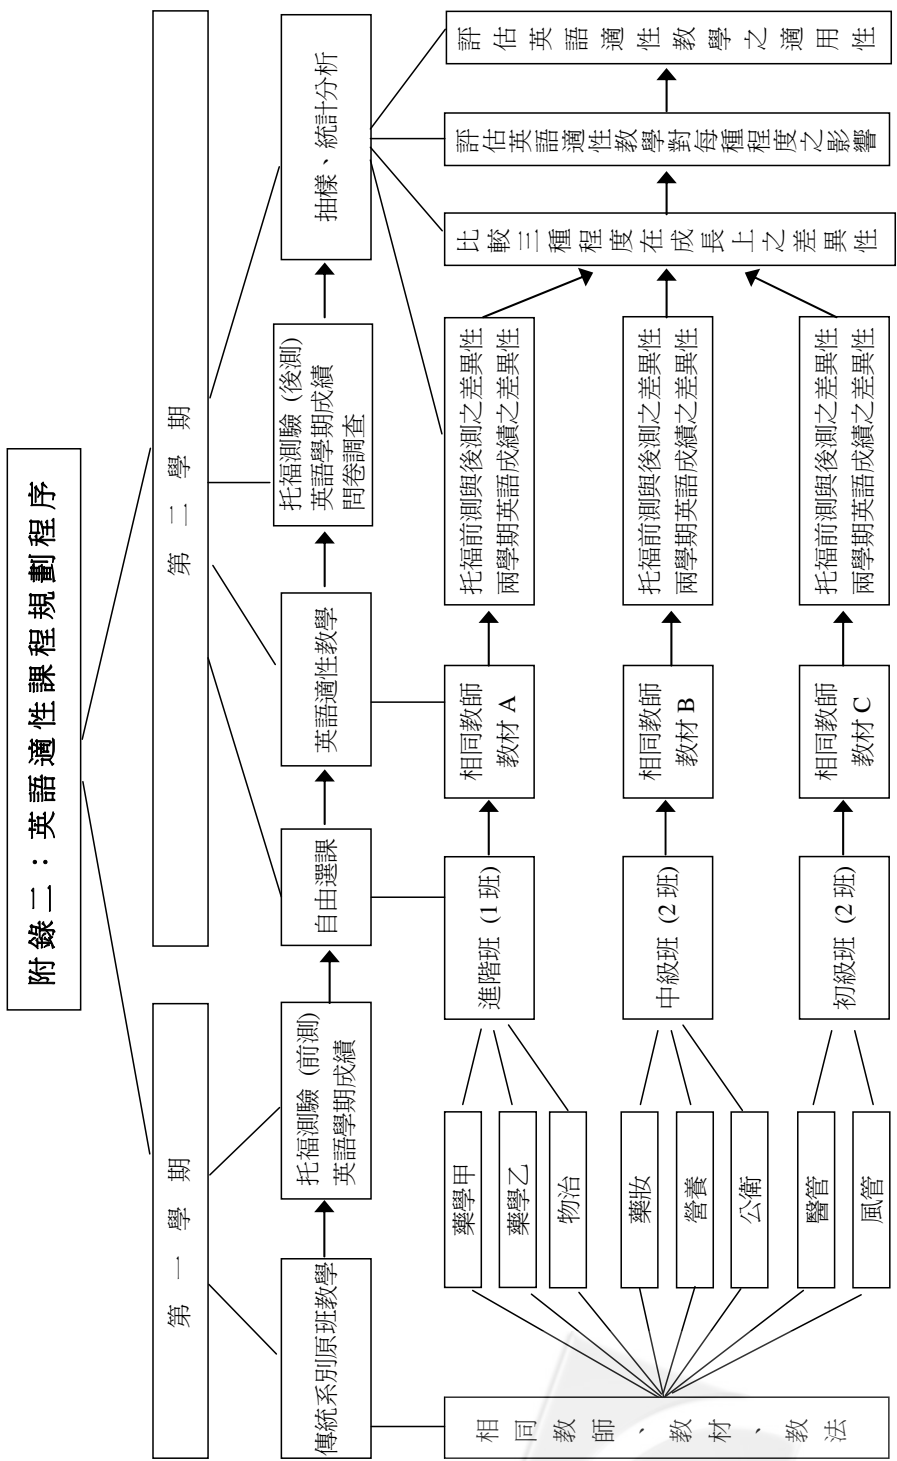 附錄二：英語適性課程規劃程序
第一學期
第二學期
傳統系別原班教學
托福測驗 (前測)
英語學期成績
自由選課
英語適性教學
托福測驗 (後測)
英語學期成績
問卷調查
抽樣、統計分析
相同教師、教材、教法
藥學甲
藥學乙
物治
藥妝
營養
公衛
醫管
風管
進階班 (1 班)
中級班 (2 班)
初級班 (2 班)
相同教師
教材 A
相同教師
教材 B
相同教師
教材 C
托福前測與後測之差異性
兩學期英語成績之差異性
托福前測與後測之差異性
兩學期英語成績之差異性
托福前測與後測之差異性
兩學期英語成績之差異性
比較三種程度在成長上之差異性
評估英語適性教學對每種程度之影響
評估英語適性教學之適用性